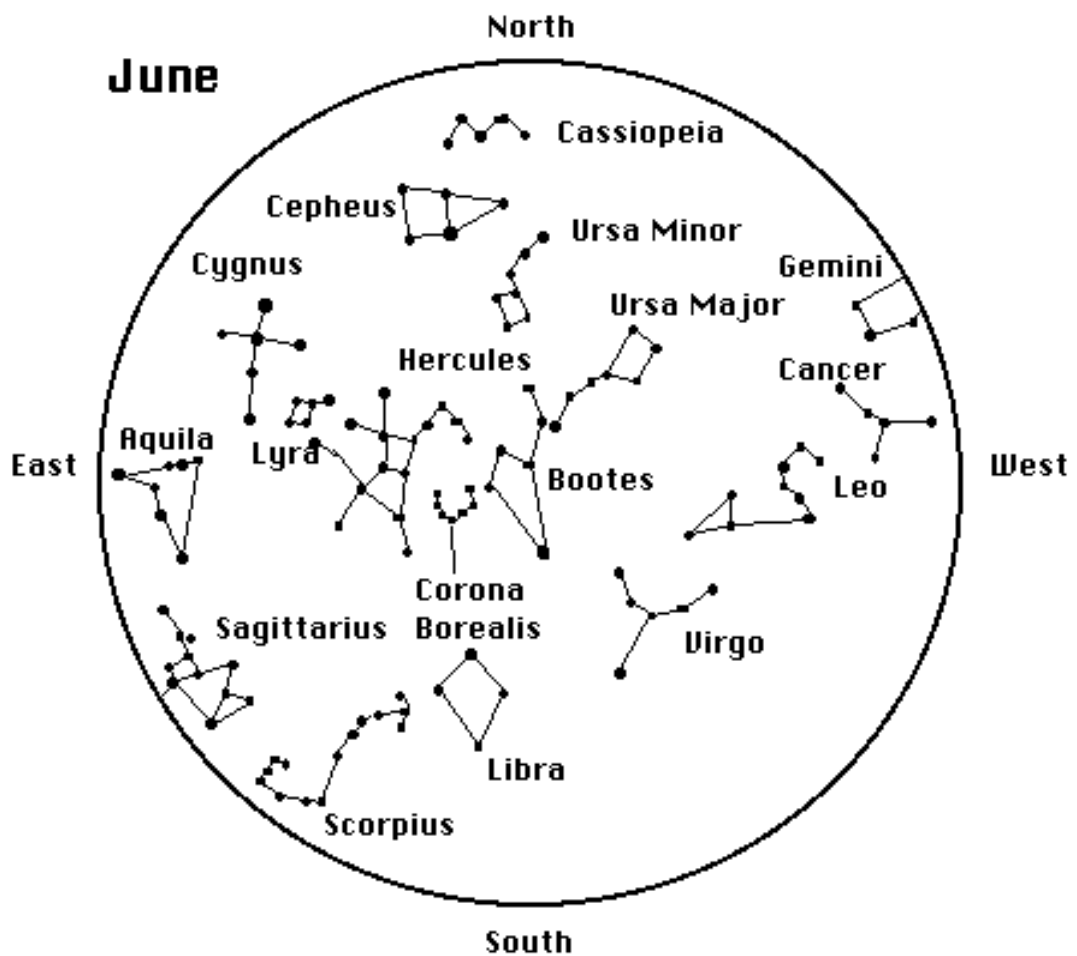 North
June
Cassiopeia
Cepheus
Ursa Minor
Cygnus
Gemini
Ursa Major
Hercules
Cancer
Aquila
Lyra
East
West
Bootes
Leo
Corona
Borealis
Sagittarius
Virgo
Libra
Scorpius
South